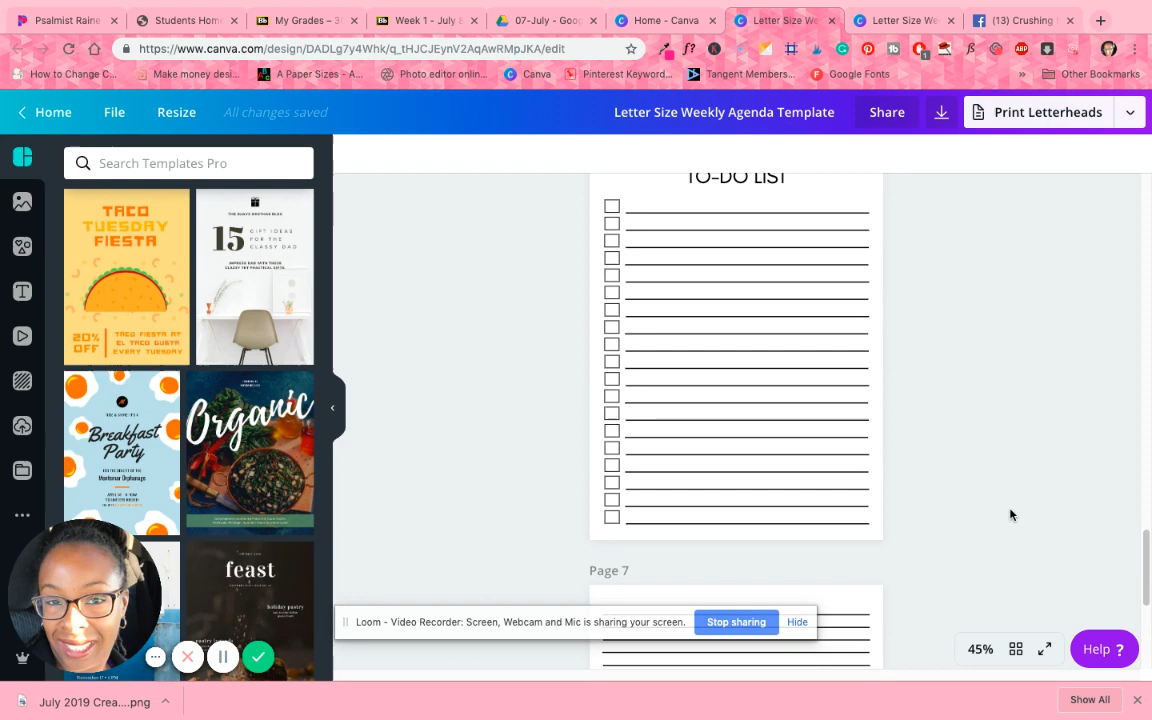 Psalmist Raine
Students Hom
My Grades – 3
Week 1 - July 8
07-July - Goo
Home - Canva
Letter Size We
Letter Size We
(13) Crushing
https://www.canva.com/design/DADLg7y4Whk/q_tHJCJEynV2AqAwRMpJKA/edit
How to Change C...
Make money desi...
A Paper Sizes - A...
Photo editor onlin...
Canva
Pinterest Keyword...
Tangent Members...
Google Fonts
»
Other Bookmarks
Home
File
Resize
All changes saved
Letter Size Weekly Agenda Template
Share
Print Letterheads
Search Templates Pro
TO-DO LIST
TACO
TUESDAY
FIESTA
20%
OFF
TACO FIESTA AT
EL TACO GUSTA
EVERY TUESDAY
15
GIFT IDEAS
FOR THE
CLASSY DAD
Breakfast
Party
Organic
feast
holiday pastry
Page 7
Loom - Video Recorder: Screen, Webcam and Mic is sharing your screen.
Stop sharing
Hide
45%
Help ?
July 2019 Crea....png
Show All